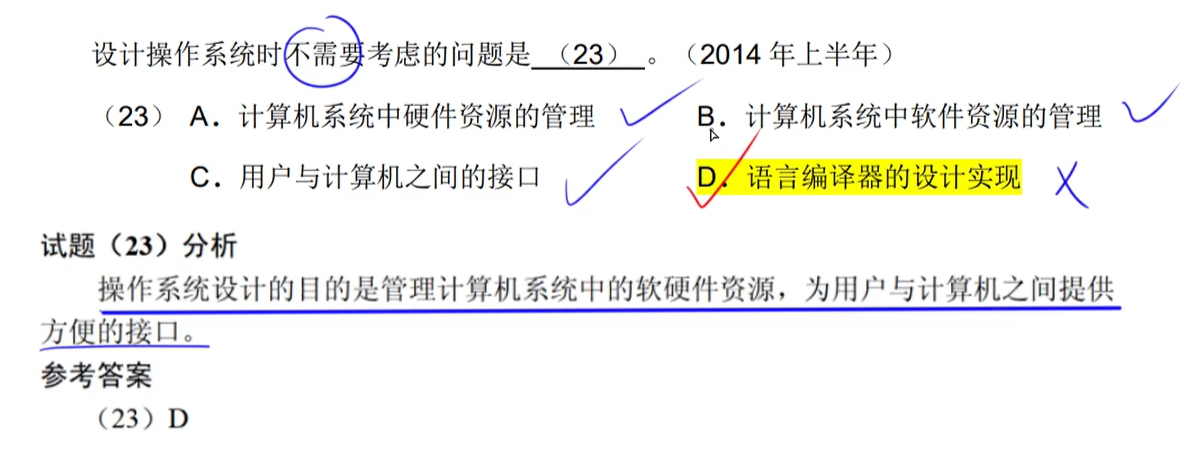 设计操作系统时不需要考虑的问题是 （23） 。（2014 年上半年）
（23） A．计算机系统中硬件资源的管理 B．计算机系统中软件资源的管理
C．用户与计算机之间的接口 D．语言编译器的设计实现
试题（23）分析
操作系统设计的目的是管理计算机系统中的软硬件资源，为用户与计算机之间提供
方便的接口。
参考答案
（23）D